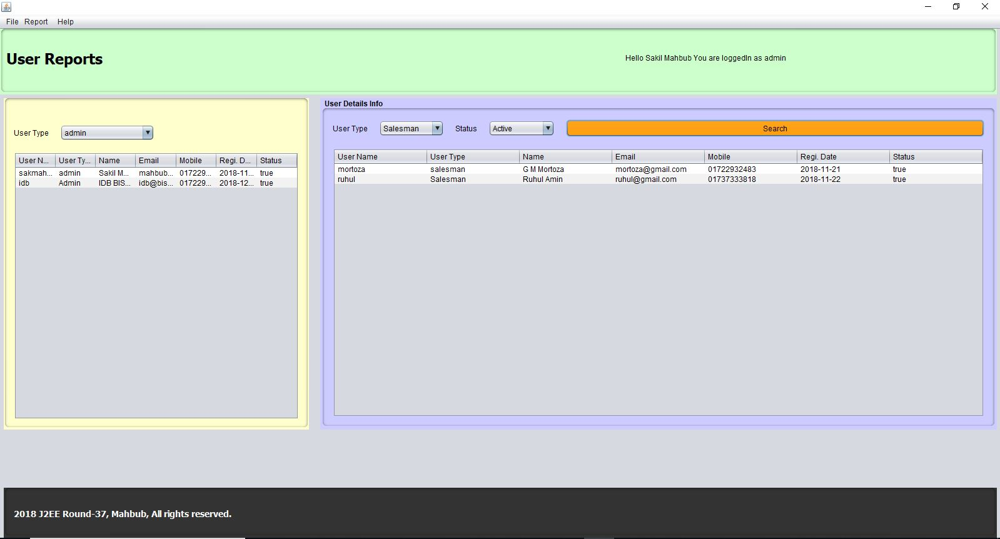 File Report Help
User Reports
Hello Sakil Mahbub You are loggedIn as admin
User Type admin
User N... User Ty... Name Email Mobile Regi. D... Status
sakmah... admin Sakil M... mahbub... 017229... 2018-11... true
idb Admin IDB BIS... idb@bis... 017229... 2018-12... true
User Details Info
User Type Salesman Status Active Search
User Name User Type Name Email Mobile Regi. Date Status
mortoza salesman G M Mortoza mortoza@gmail.com 01722932483 2018-11-21 true
ruhul Salesman Ruhul Amin ruhul@gmail.com 01737333818 2018-11-22 true
2018 J2EE Round-37, Mahbub, All rights reserved.